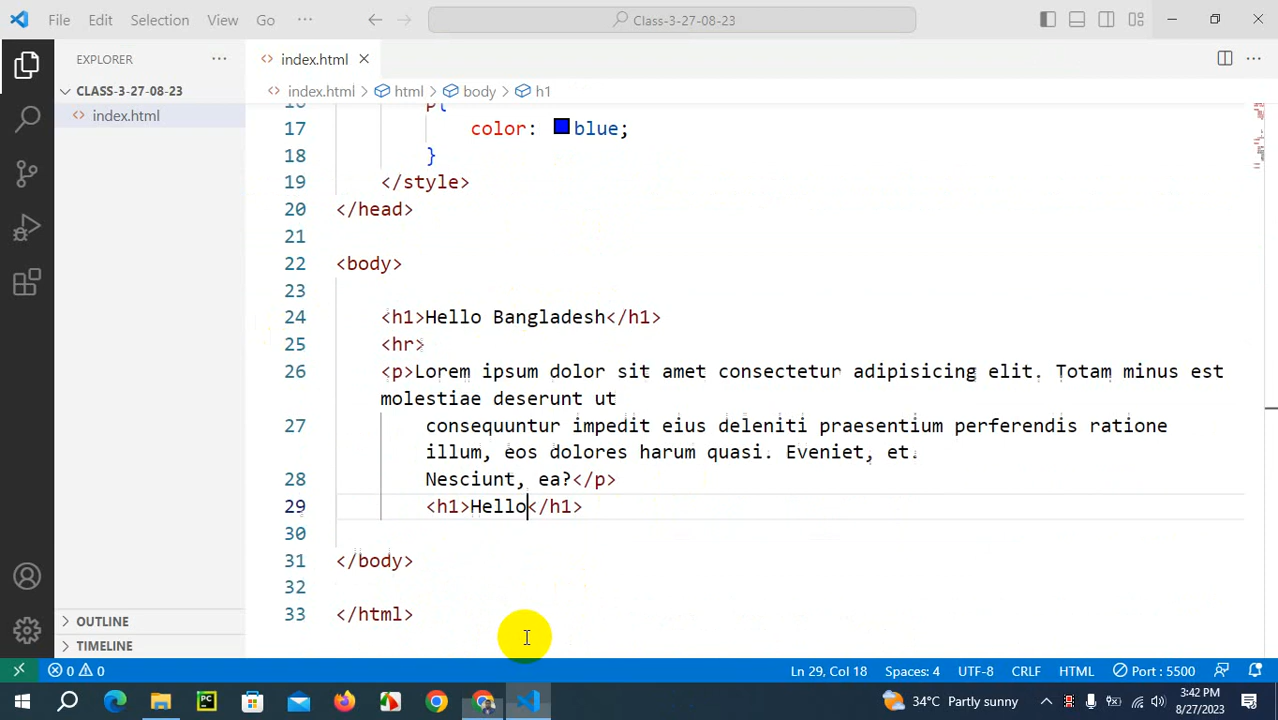 File Edit Selection View Go ··· Class-3-27-08-23
EXPLORER ···
index.html
CLASS-3-27-08-23
index.html
index.html > html > body > h1
17 color: blue;
18 }
19 </style>
20 </head>
21
22 <body>
23
24 <h1>Hello Bangladesh</h1>
25 <hr>
26 <p>Lorem ipsum dolor sit amet consectetur adipisicing elit. Totam minus est
molestiae deserunt ut
27 consequuntur impedit eius deleniti praesentium perferendis ratione
illum, eos dolores harum quasi. Eveniet, et.
28 Nesciunt, ea?</p>
29 <h1>Hello</h1>
30
31 </body>
32
33 </html>
OUTLINE
TIMELINE
0 0 Ln 29, Col 18 Spaces: 4 UTF-8 CRLF HTML Port : 5500
34°C Partly sunny
3:42 PM
8/27/2023